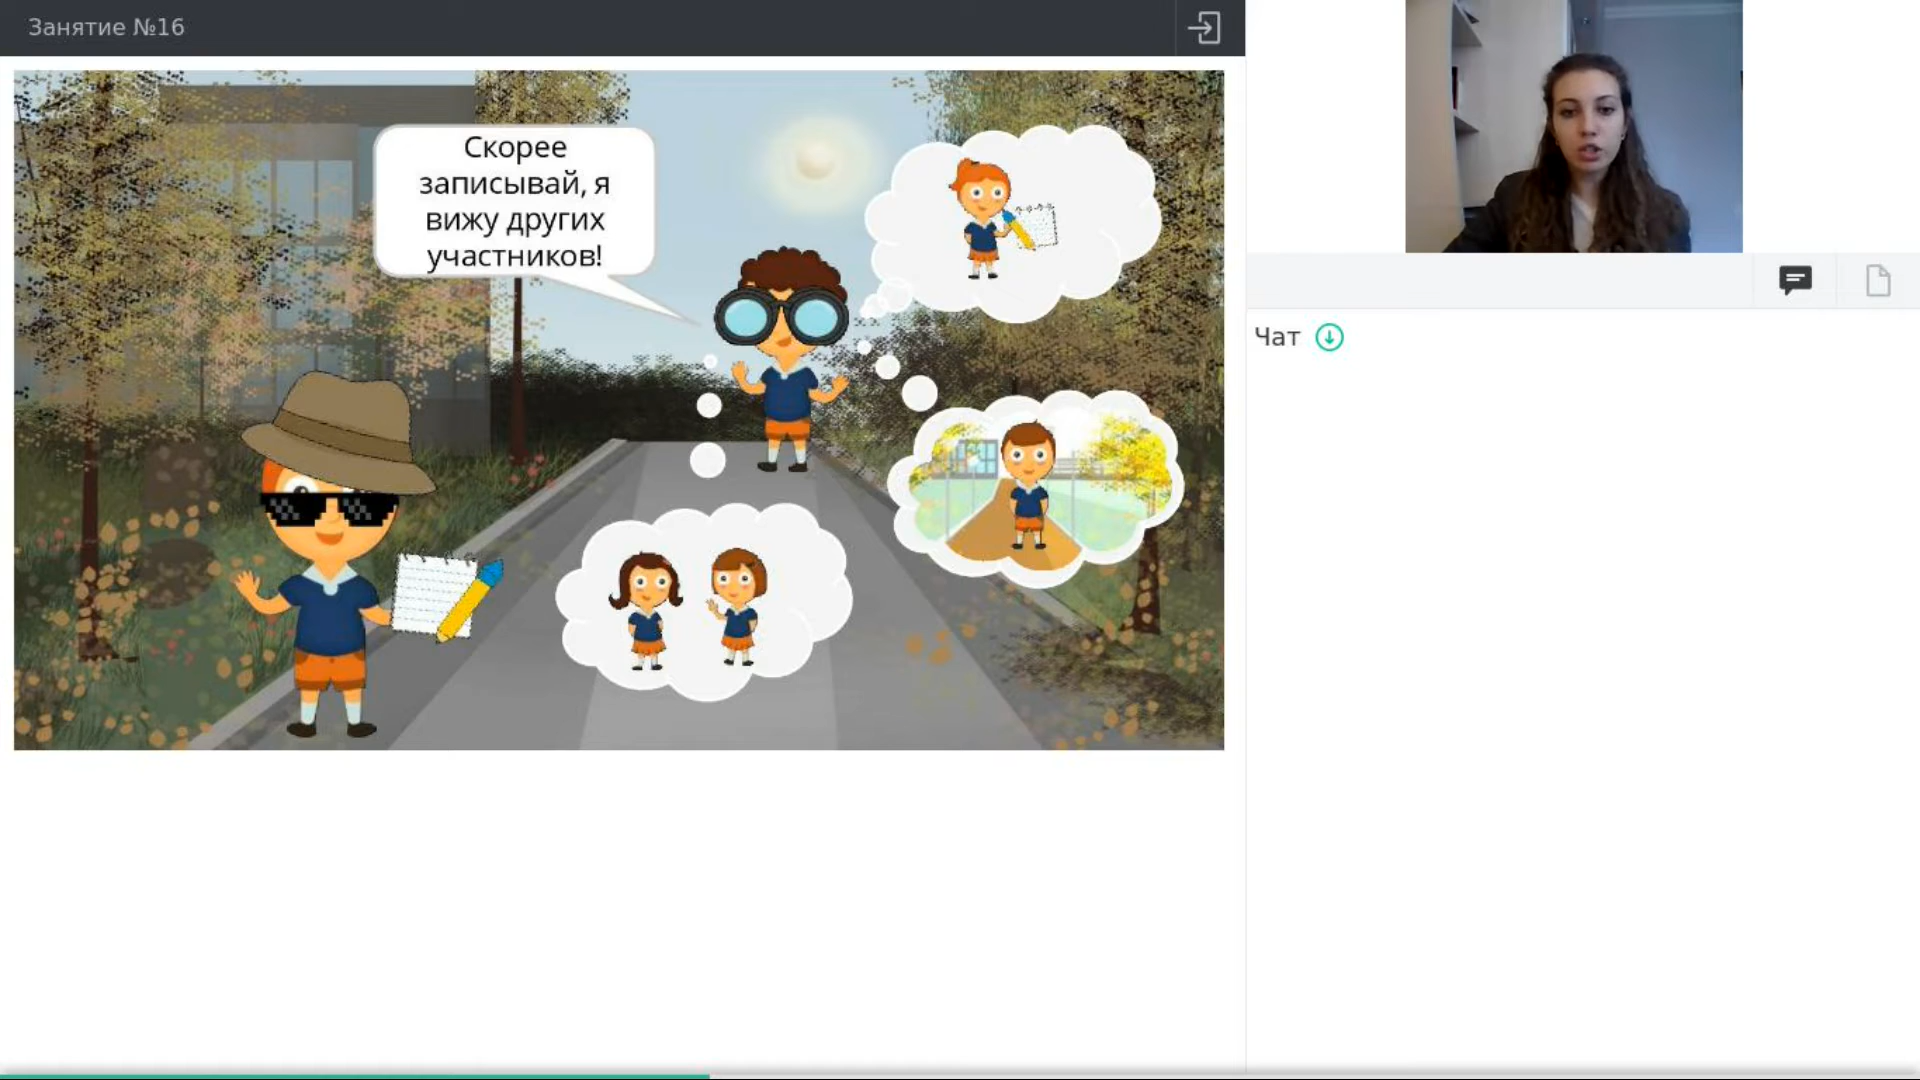 Занятие №16
Скорее
записывай, я
вижу других
участников!
Чат